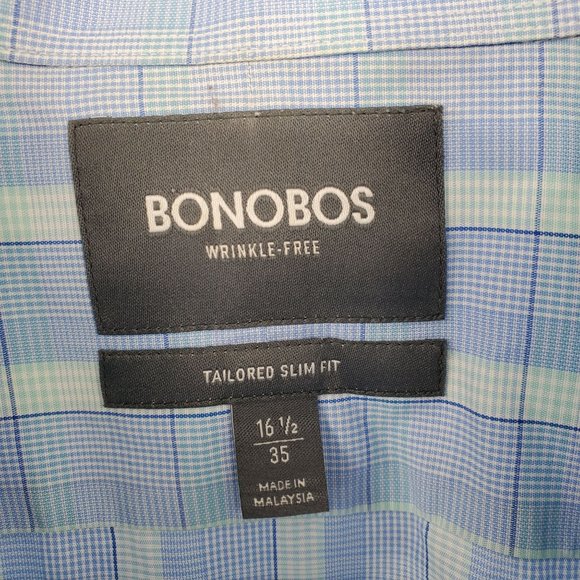 BONOBOS
WRINKLE-FREE
TAILORED SLIM FIT
16 1/2
35
MADE IN
MALAYSIA